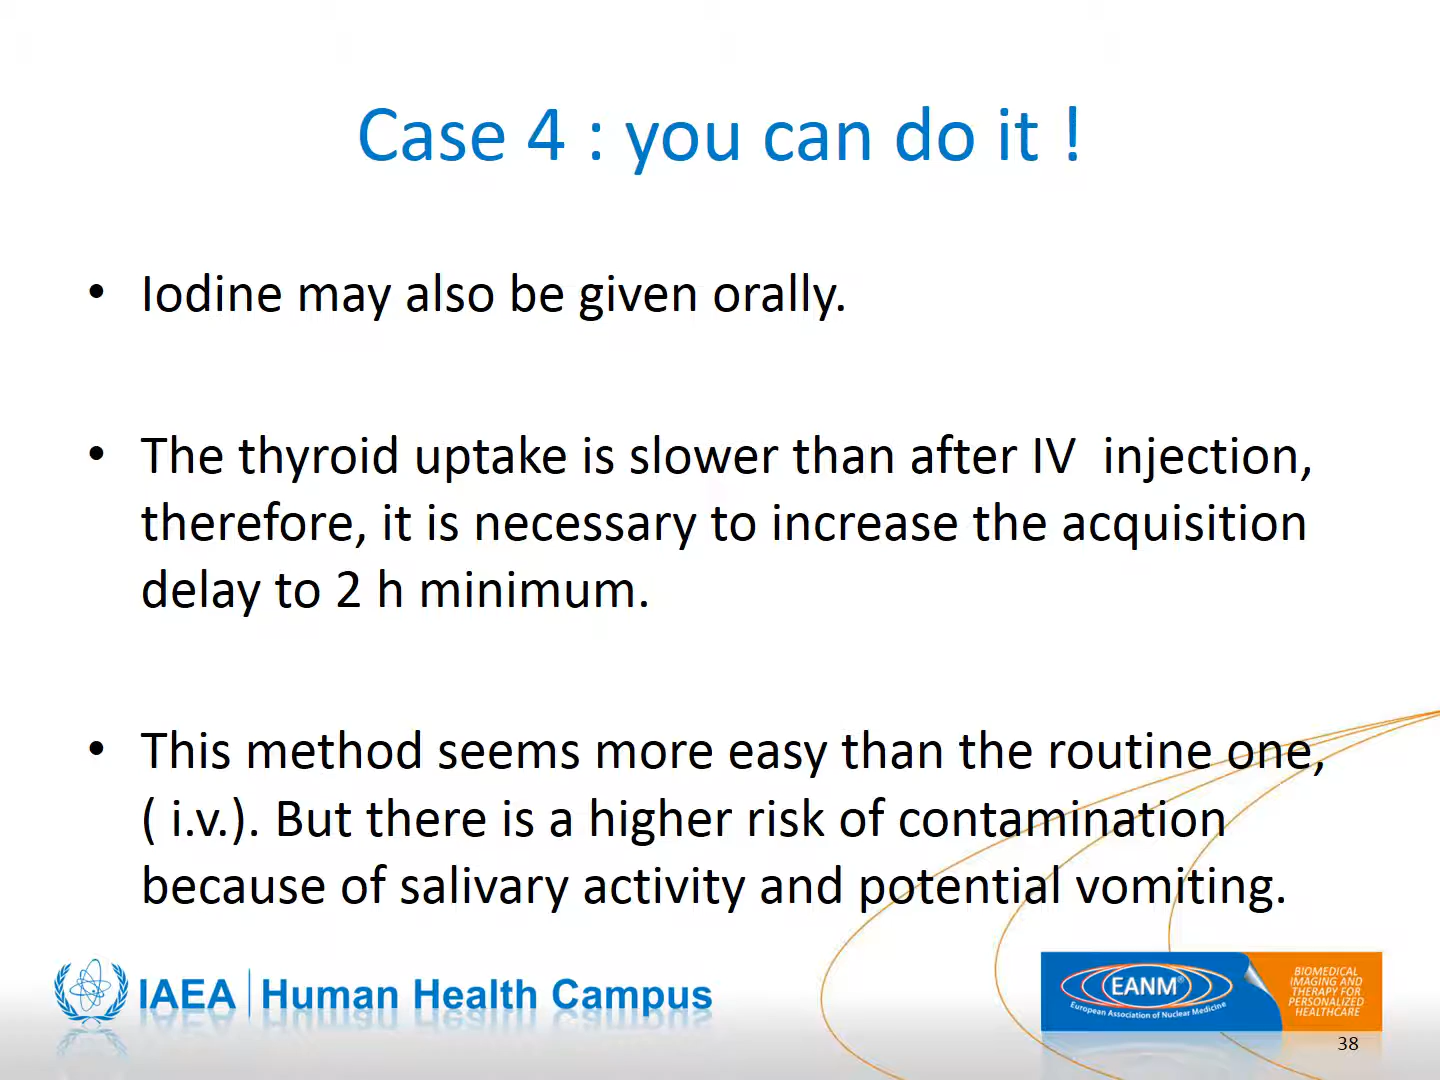 Case 4 : you can do it !
• Iodine may also be given orally.
• The thyroid uptake is slower than after IV  injection,
therefore, it is necessary to increase the acquisition
delay to 2 h minimum.
• This method seems more easy than the routine one,
( i.v.). But there is a higher risk of contamination
because of salivary activity and potential vomiting.
IAEA | Human Health Campus
EANM®
European Association of Nuclear Medicine
BIOMEDICAL
IMAGING AND
THERAPY FOR
PERSONALIZED
HEALTHCARE
38